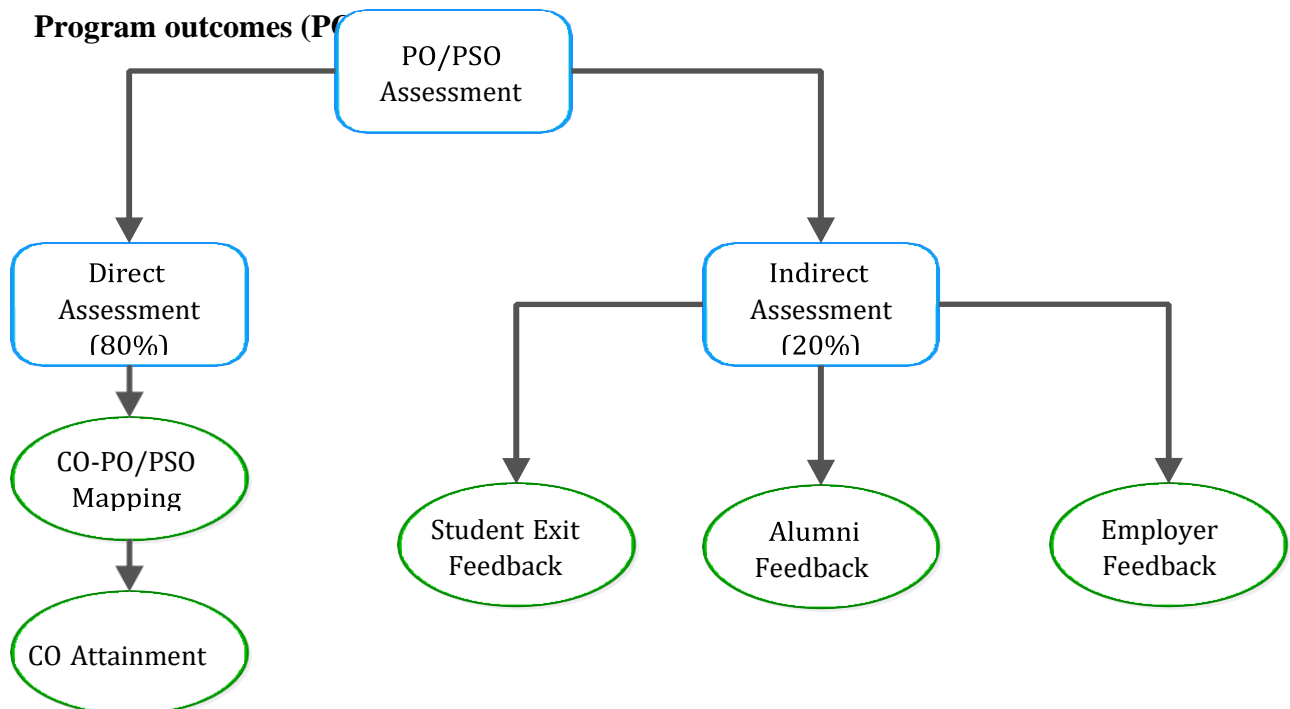 Program outcomes (PO
PO/PSO
Assessment
Direct
Assessment
(80%)
Indirect
Assessment
(20%)
CO-PO/PSO
Mapping
Student Exit
Feedback
Alumni
Feedback
Employer
Feedback
CO Attainment